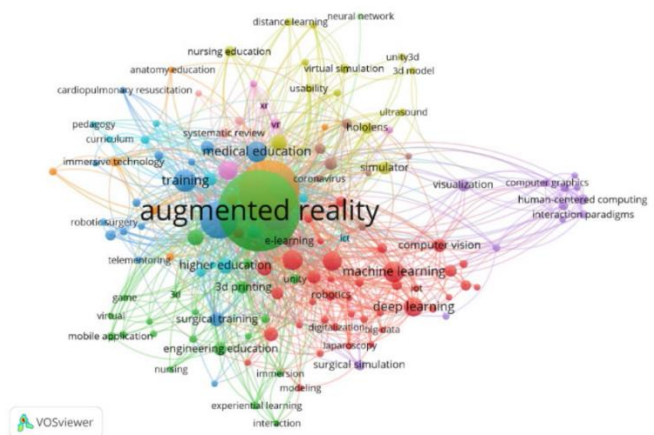 neural network
distance learning
nursing education
unity3d
virtual simulation
3d model
anatomy education
usability
cardiopulmonary resuscitation
xr
ultrasound
pedagogy
vr
hololens
systematic review
curriculum
medical education
immersive technology
simulator
training
coronavirus
visualization
computer graphics
human-centered computing
augmented reality
interaction paradigms
robotic surgery
e-learning
ict
computer vision
telementoring
higher education
machine learning
unity
3d printing
iot
game
3d
robotics
deep learning
virtual
surgical training
digitalization
big data
mobile application
engineering education
laparoscopy
surgical simulation
nursing
immersion
modeling
experiential learning
interaction
VOSviewer